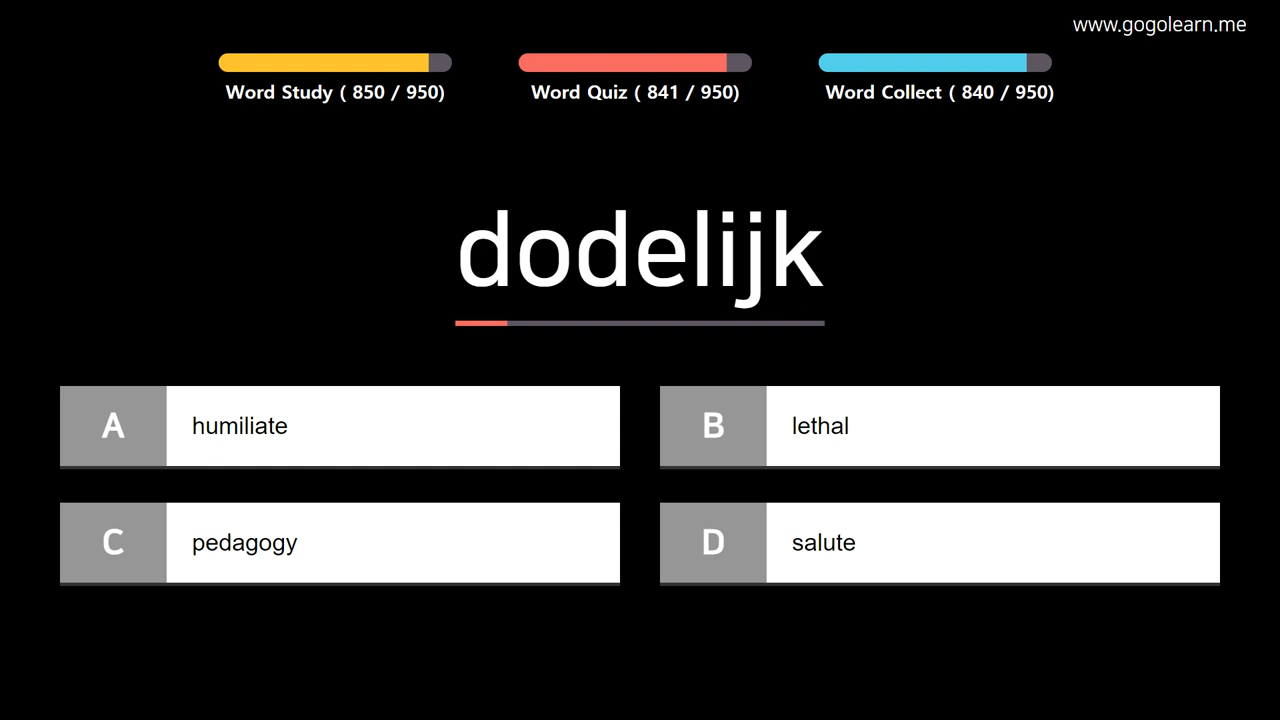 www.gogolearn.me
Word Study ( 850 / 950)
Word Quiz ( 841 / 950)
Word Collect ( 840 / 950)
dodelijk
A humiliate
B lethal
C pedagogy
D salute